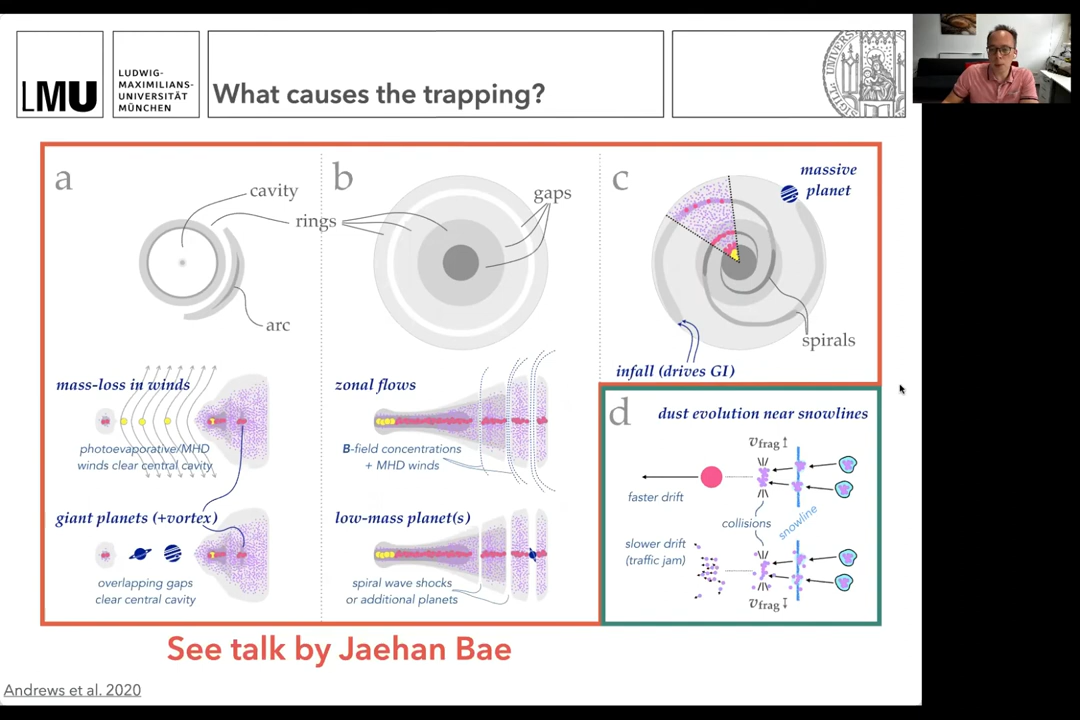 LMU
LUDWIG-
MAXIMILIANS-
UNIVERSITÄT
MÜNCHEN
What causes the trapping?
a
cavity
rings
arc
b
gaps
c
massive
planet
spirals
infall (drives GI)
mass-loss in winds
photoevaporative/MHD
winds clear central cavity
zonal flows
B-field concentrations
+ MHD winds
giant planets (+vortex)
overlapping gaps
clear central cavity
low-mass planet(s)
spiral wave shocks
or additional planets
d
dust evolution near snowlines
vfrag ↑
faster drift
collisions
snowline
slower drift
(traffic jam)
vfrag ↓
See talk by Jaehan Bae
Andrews et al. 2020